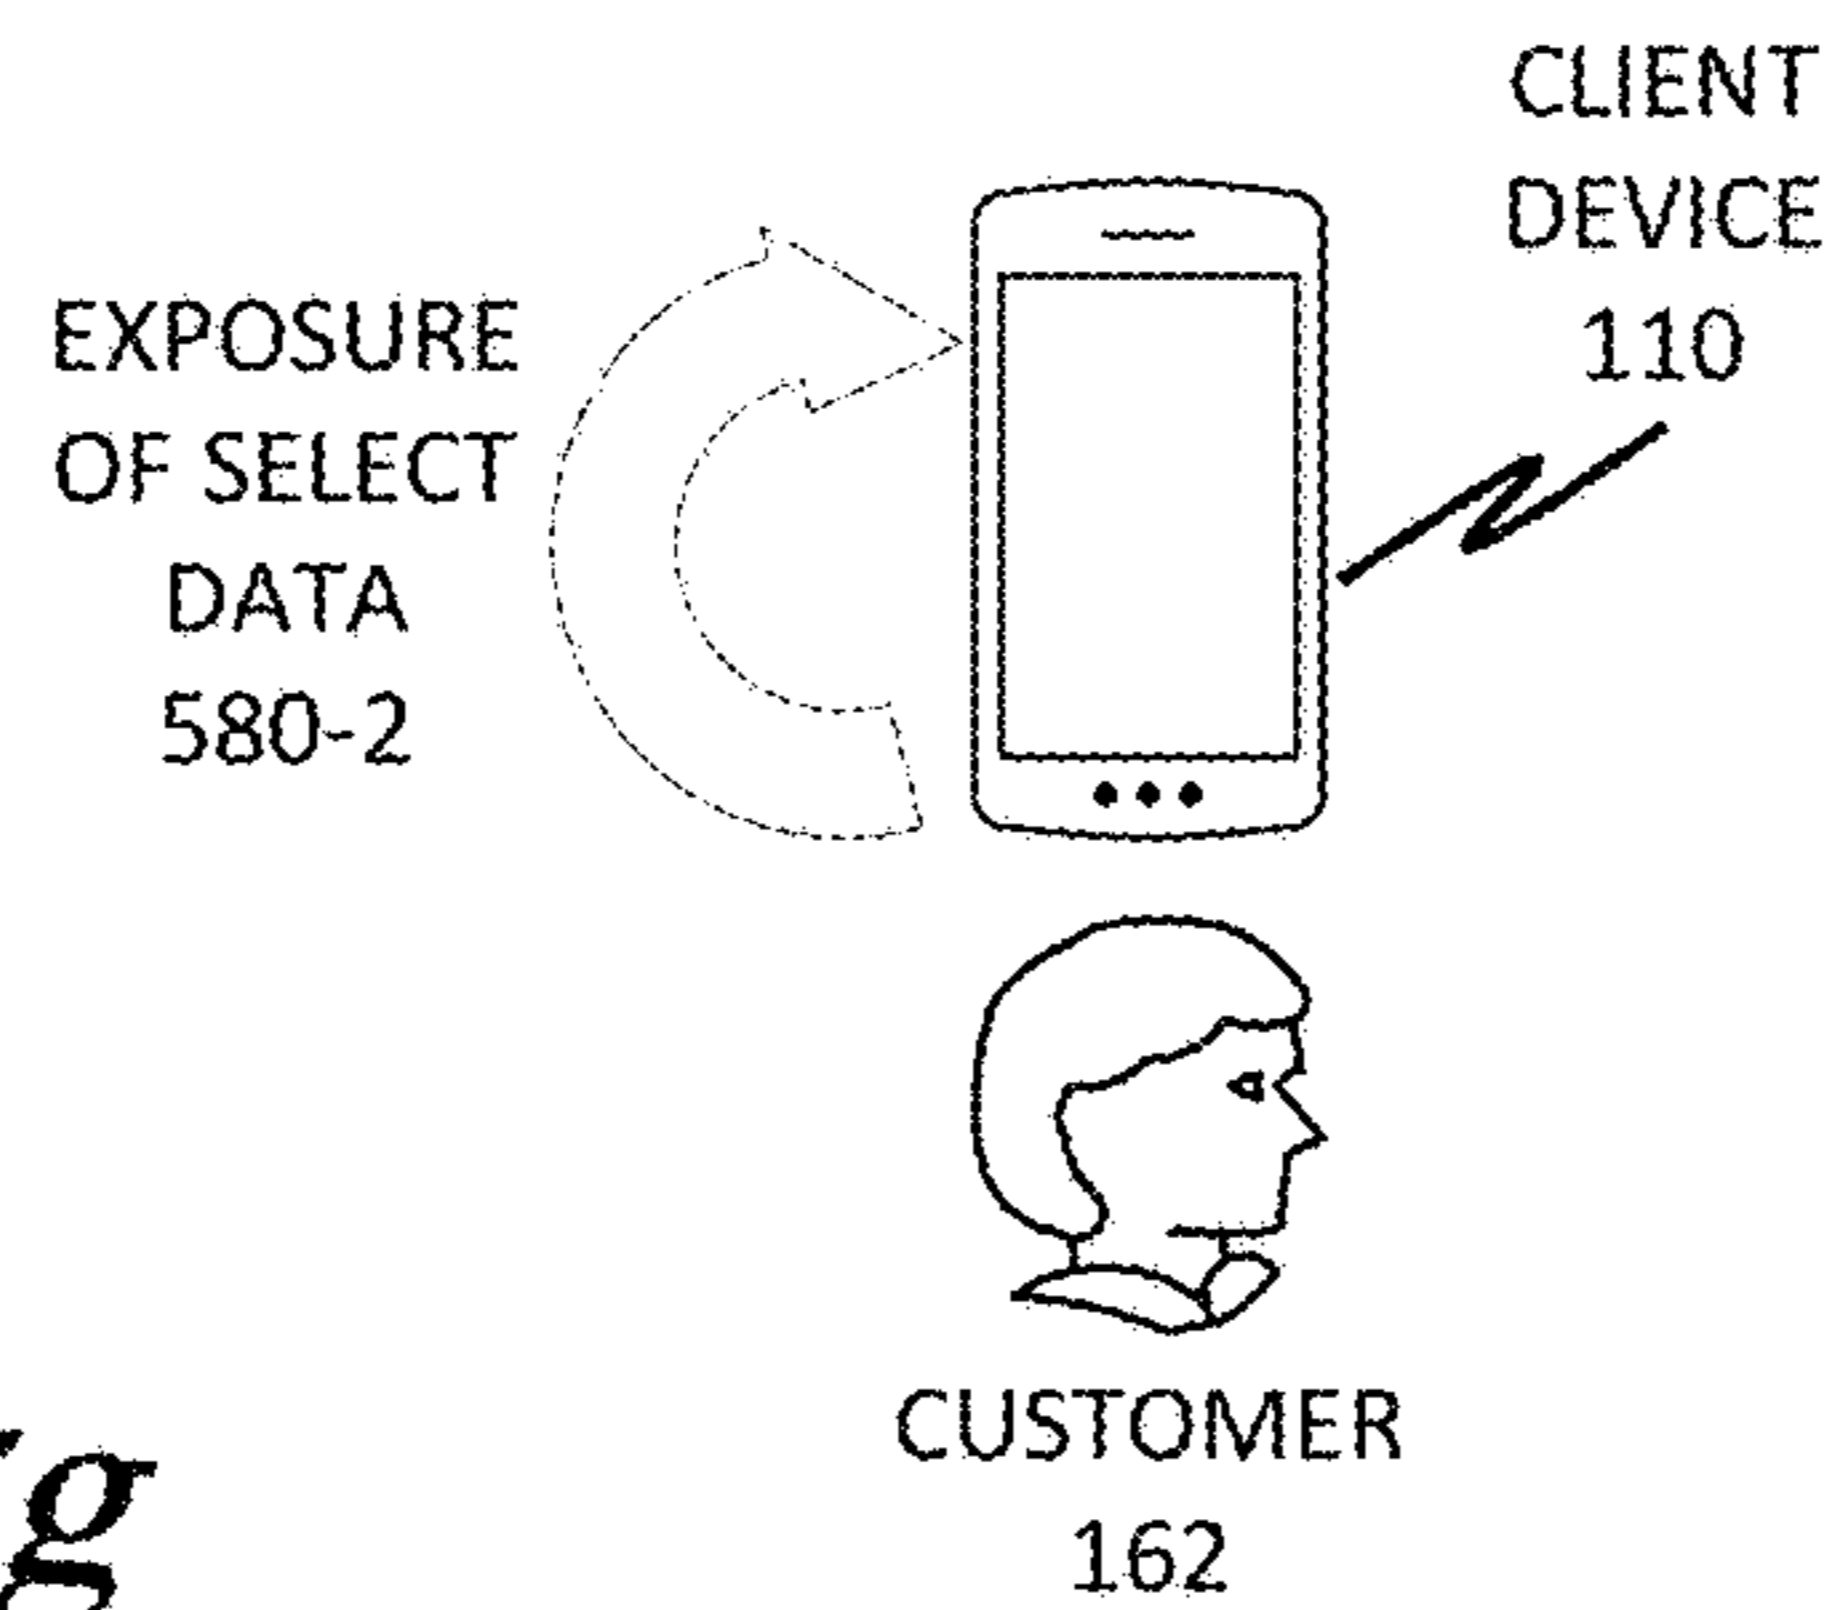 CLIENT
DEVICE
110
EXPOSURE
OF SELECT
DATA
580-2
CUSTOMER
162